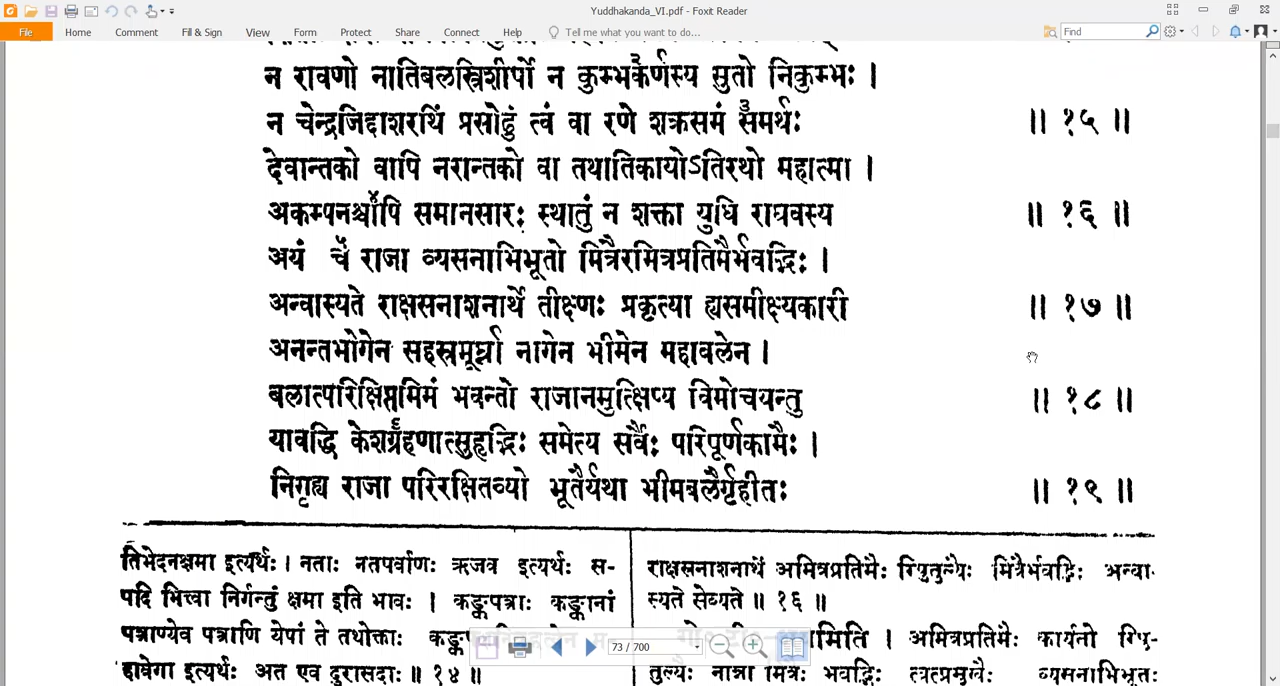 Yuddhakanda_VI.pdf - Foxit Reader
File Home Comment Fill & Sign View Form Protect Share Connect Help Tell me what you want to do... Find
न रावणो नातिबलस्त्रिशीर्षो न कुम्भकर्णस्य सुतो निकुम्भः ।
न चेन्द्रजिद्दाशरथिं प्रसोढुं त्वं वा रणे शक्रसमं समर्थः ॥ १५ ॥
देवान्तको वापि नरान्तको वा तथातिकायोऽतिरथो महात्मा ।
अकम्पनश्चापि समानसारः स्थातुं न शक्ता युधि राघवस्य ॥ १६ ॥
अयं च राजा व्यसनाभिभूतो मित्रैरमित्रप्रतिमैर्भवद्भिः ।
अन्वास्यते राक्षसनाशनार्थे तीक्ष्णः प्रकृत्या ह्यसमीक्ष्यकारी ॥ १७ ॥
अनन्तभोगेन सहस्रमूर्ध्ना नागेन भीमेन महाबलेन ।
बलात्परिक्षिप्तमिमं भवन्तो राजानमुत्क्षिप्य विमोचयन्तु ॥ १८ ॥
यावद्धि केशग्रहणात्सुहृद्भिः समेत्य सर्वैः परिपूर्णकामैः ।
निगृह्य राजा परिरक्षितव्यो भूतैर्यथा भीमबलैर्गृहीतः ॥ १९ ॥
तिभेदनक्षमा इत्यर्थः । नताः नतपर्वाणः ऋजव इत्यर्थः स-
पदि भित्त्वा निर्गन्तुं क्षमा इति भावः । कङ्कपत्राः कङ्कानां
पत्राण्येव पत्राणि येषां ते तथोक्ताः
हावेगा इत्यर्थः अत एव दुरासदाः ॥ १४ ॥
राक्षसनाशनार्थे अमित्रप्रतिमैः रिपुतुल्यैः मित्रैर्भवद्भिः अन्वा-
स्यते सेव्यते ॥ १६ ॥
मिति । अमित्रप्रतिमैः कार्यतो रिपु-
तुल्यैः नाम्ना मित्रैः भवद्भिः त्वत्प्रमुखैः व्यसनाभिभूतः
73 / 700